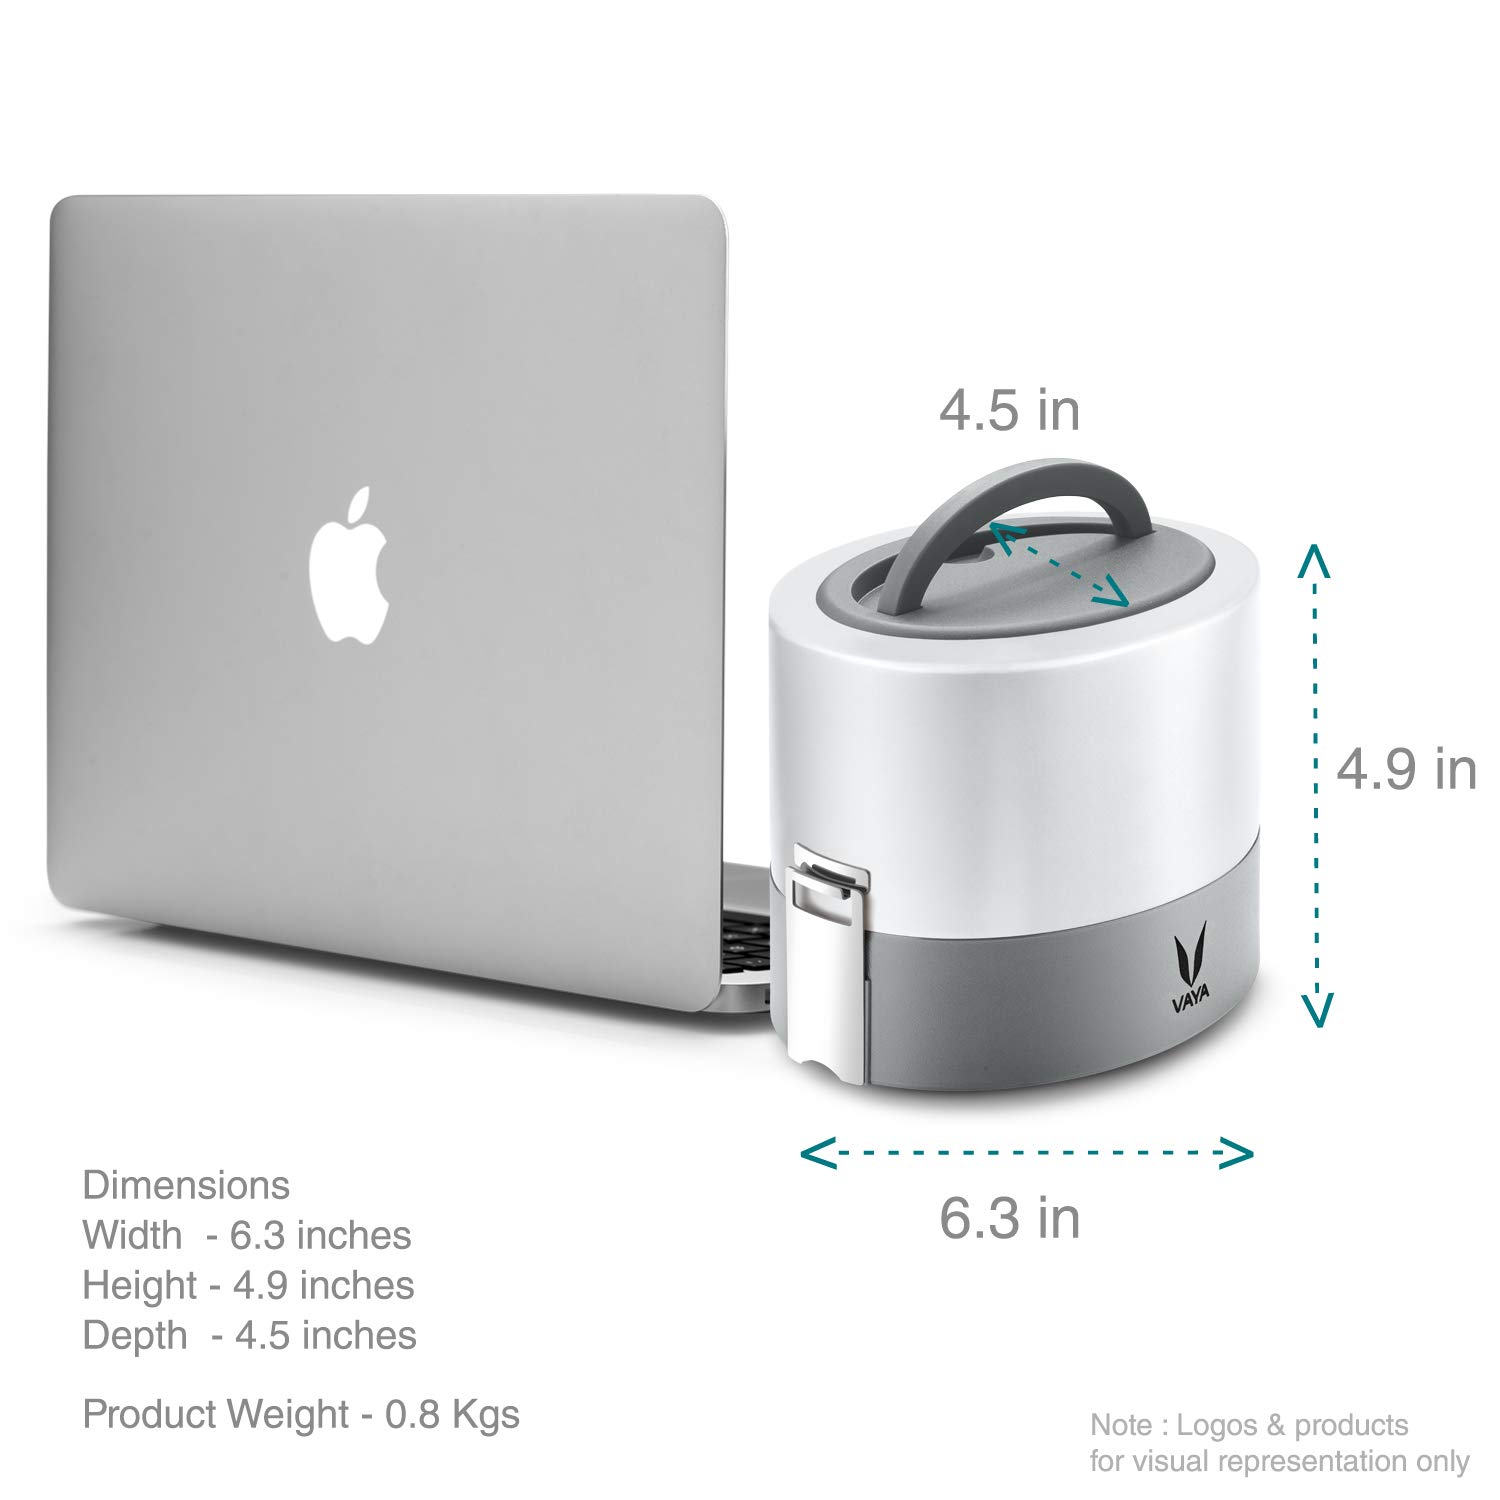 4.5 in
4.9 in
VAYA
6.3 in
Dimensions
Width - 6.3 inches
Height - 4.9 inches
Depth - 4.5 inches
Product Weight - 0.8 Kgs
Note : Logos & products
for visual representation only